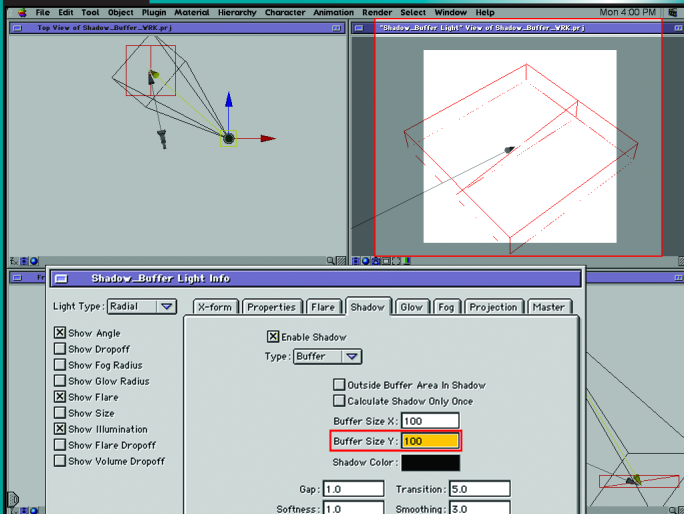 File Edit Tools Object Plugin Material Hierarchy Character Animation Render Select Window Help Mon 4:00 PM
Top View of Shadow_Buffer_WRK.prj
"Shadow_Buffer Light" View of Shadow_Buffer_WRK.prj
Fr
Shadow_Buffer Light Info
Light Type: Radial
X-form Properties Flare Shadow Glow Fog Projection Master
Show Angle
Show Dropoff
Show Fog Radius
Show Glow Radius
Show Flare
Show Size
Show Illumination
Show Flare Dropoff
Show Volume Dropoff
Enable Shadow
Type: Buffer
Outside Buffer Area In Shadow
Calculate Shadow Only Once
Buffer Size X: 100
Buffer Size Y: 100
Shadow Color:
Gap: 1.0 Transition: 5.0
Softness: 1.0 Smoothing: 3.0